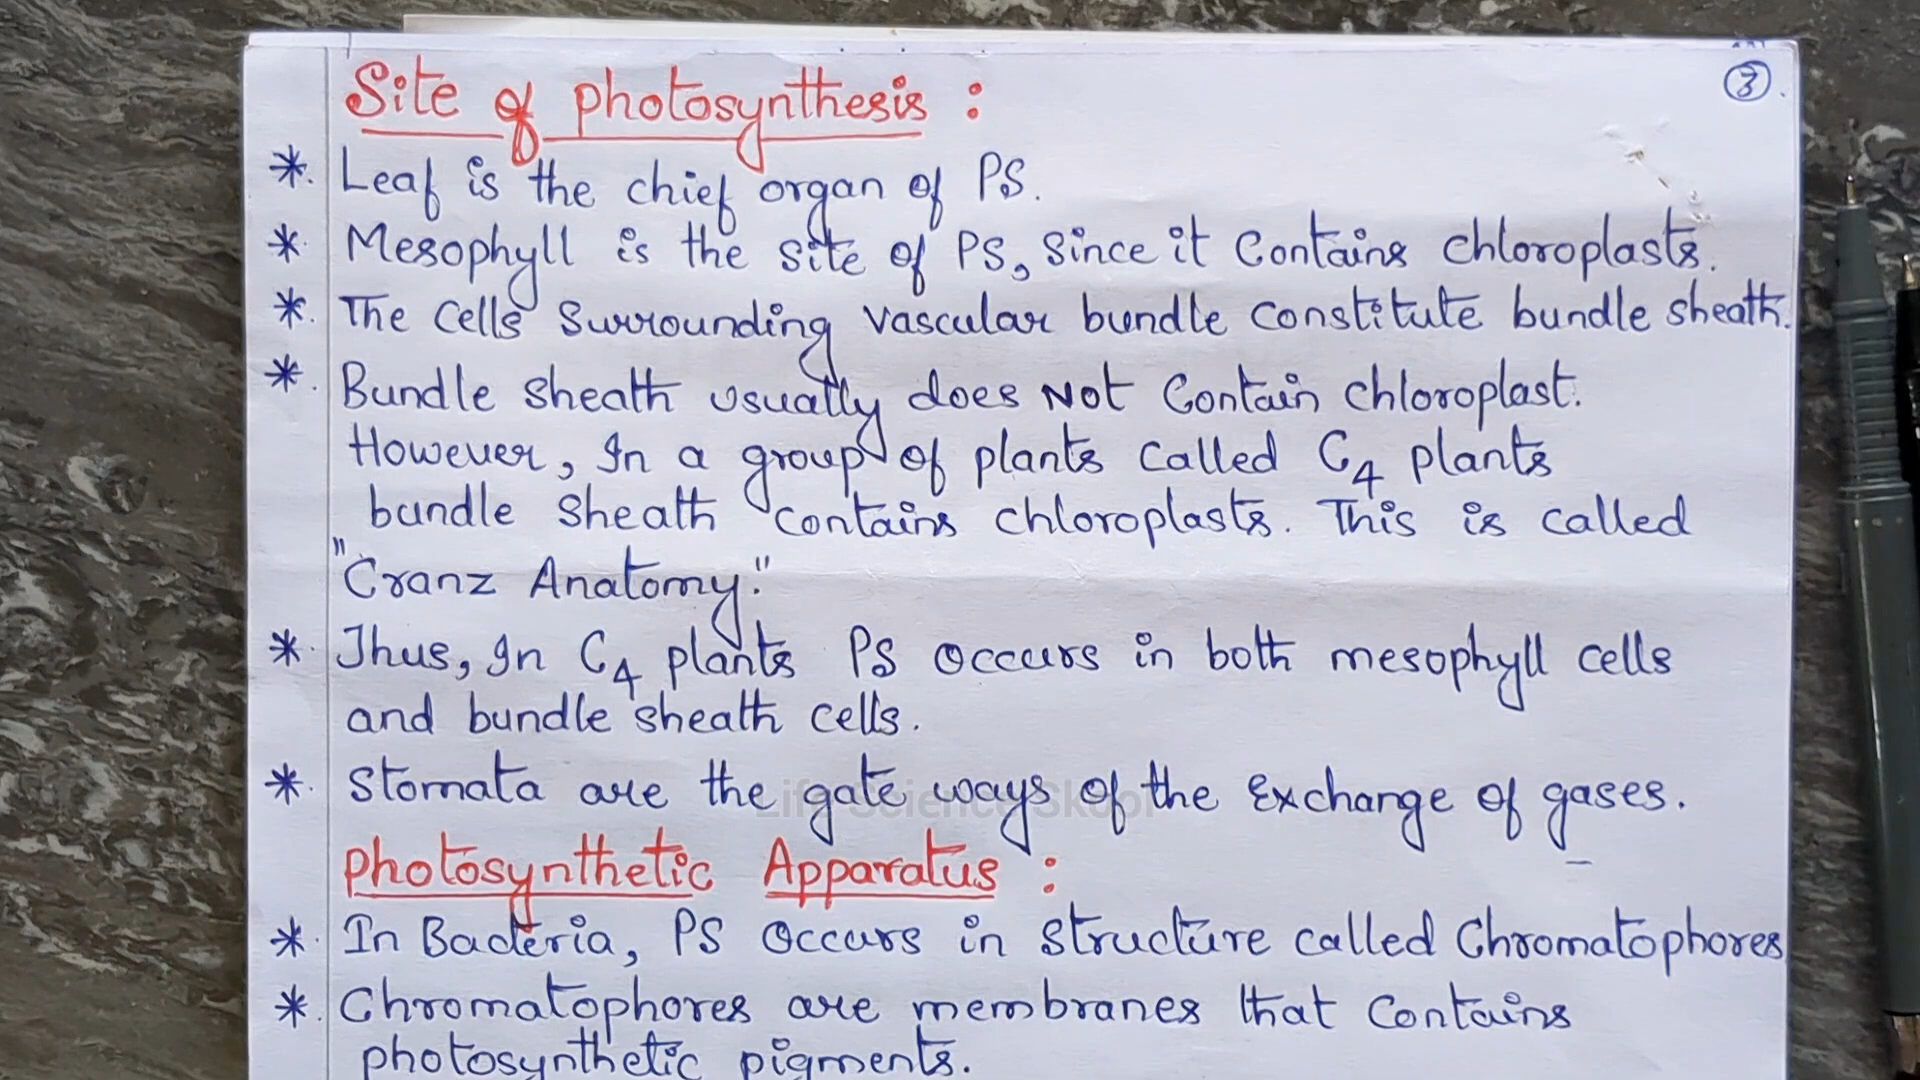 ③.
Site of photosynthesis :
*. Leaf is the chief organ of PS.
*. Mesophyll is the site of PS, Since it Contains chloroplasts.
*. The Cells Surrounding vascular bundle constitute bundle sheath.
*. Bundle sheath usually does NOT Contain chloroplast.
However, In a group of plants called C₄ plants
bundle sheath contains chloroplasts. This is called
"Cranz Anatomy."
*. Thus, In C₄ plants PS occurs in both mesophyll cells
and bundle sheath cells.
*. Stomata are the gate ways of the Exchange of gases.
Life Science Skool
photosynthetic Apparatus :
*. In Bacteria, PS occurs in structure called Chromatophores
*. Chromatophores are membranes that Contains
photosynthetic pigments.